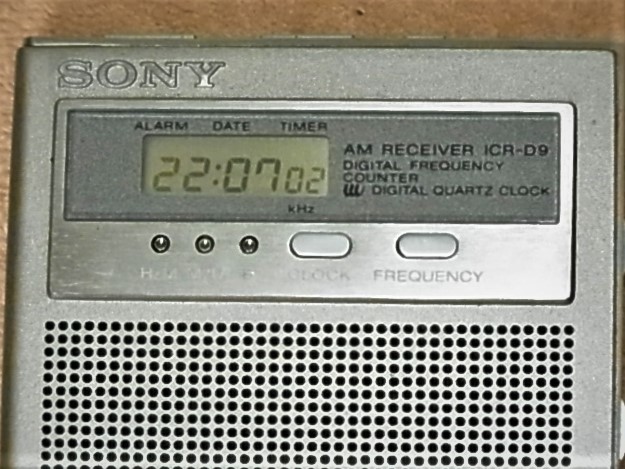 SONY
ALARM DATE TIMER
22:07 02
kHz
AM RECEIVER ICR-D9
DIGITAL FREQUENCY
COUNTER
DIGITAL QUARTZ CLOCK
CLOCK FREQUENCY